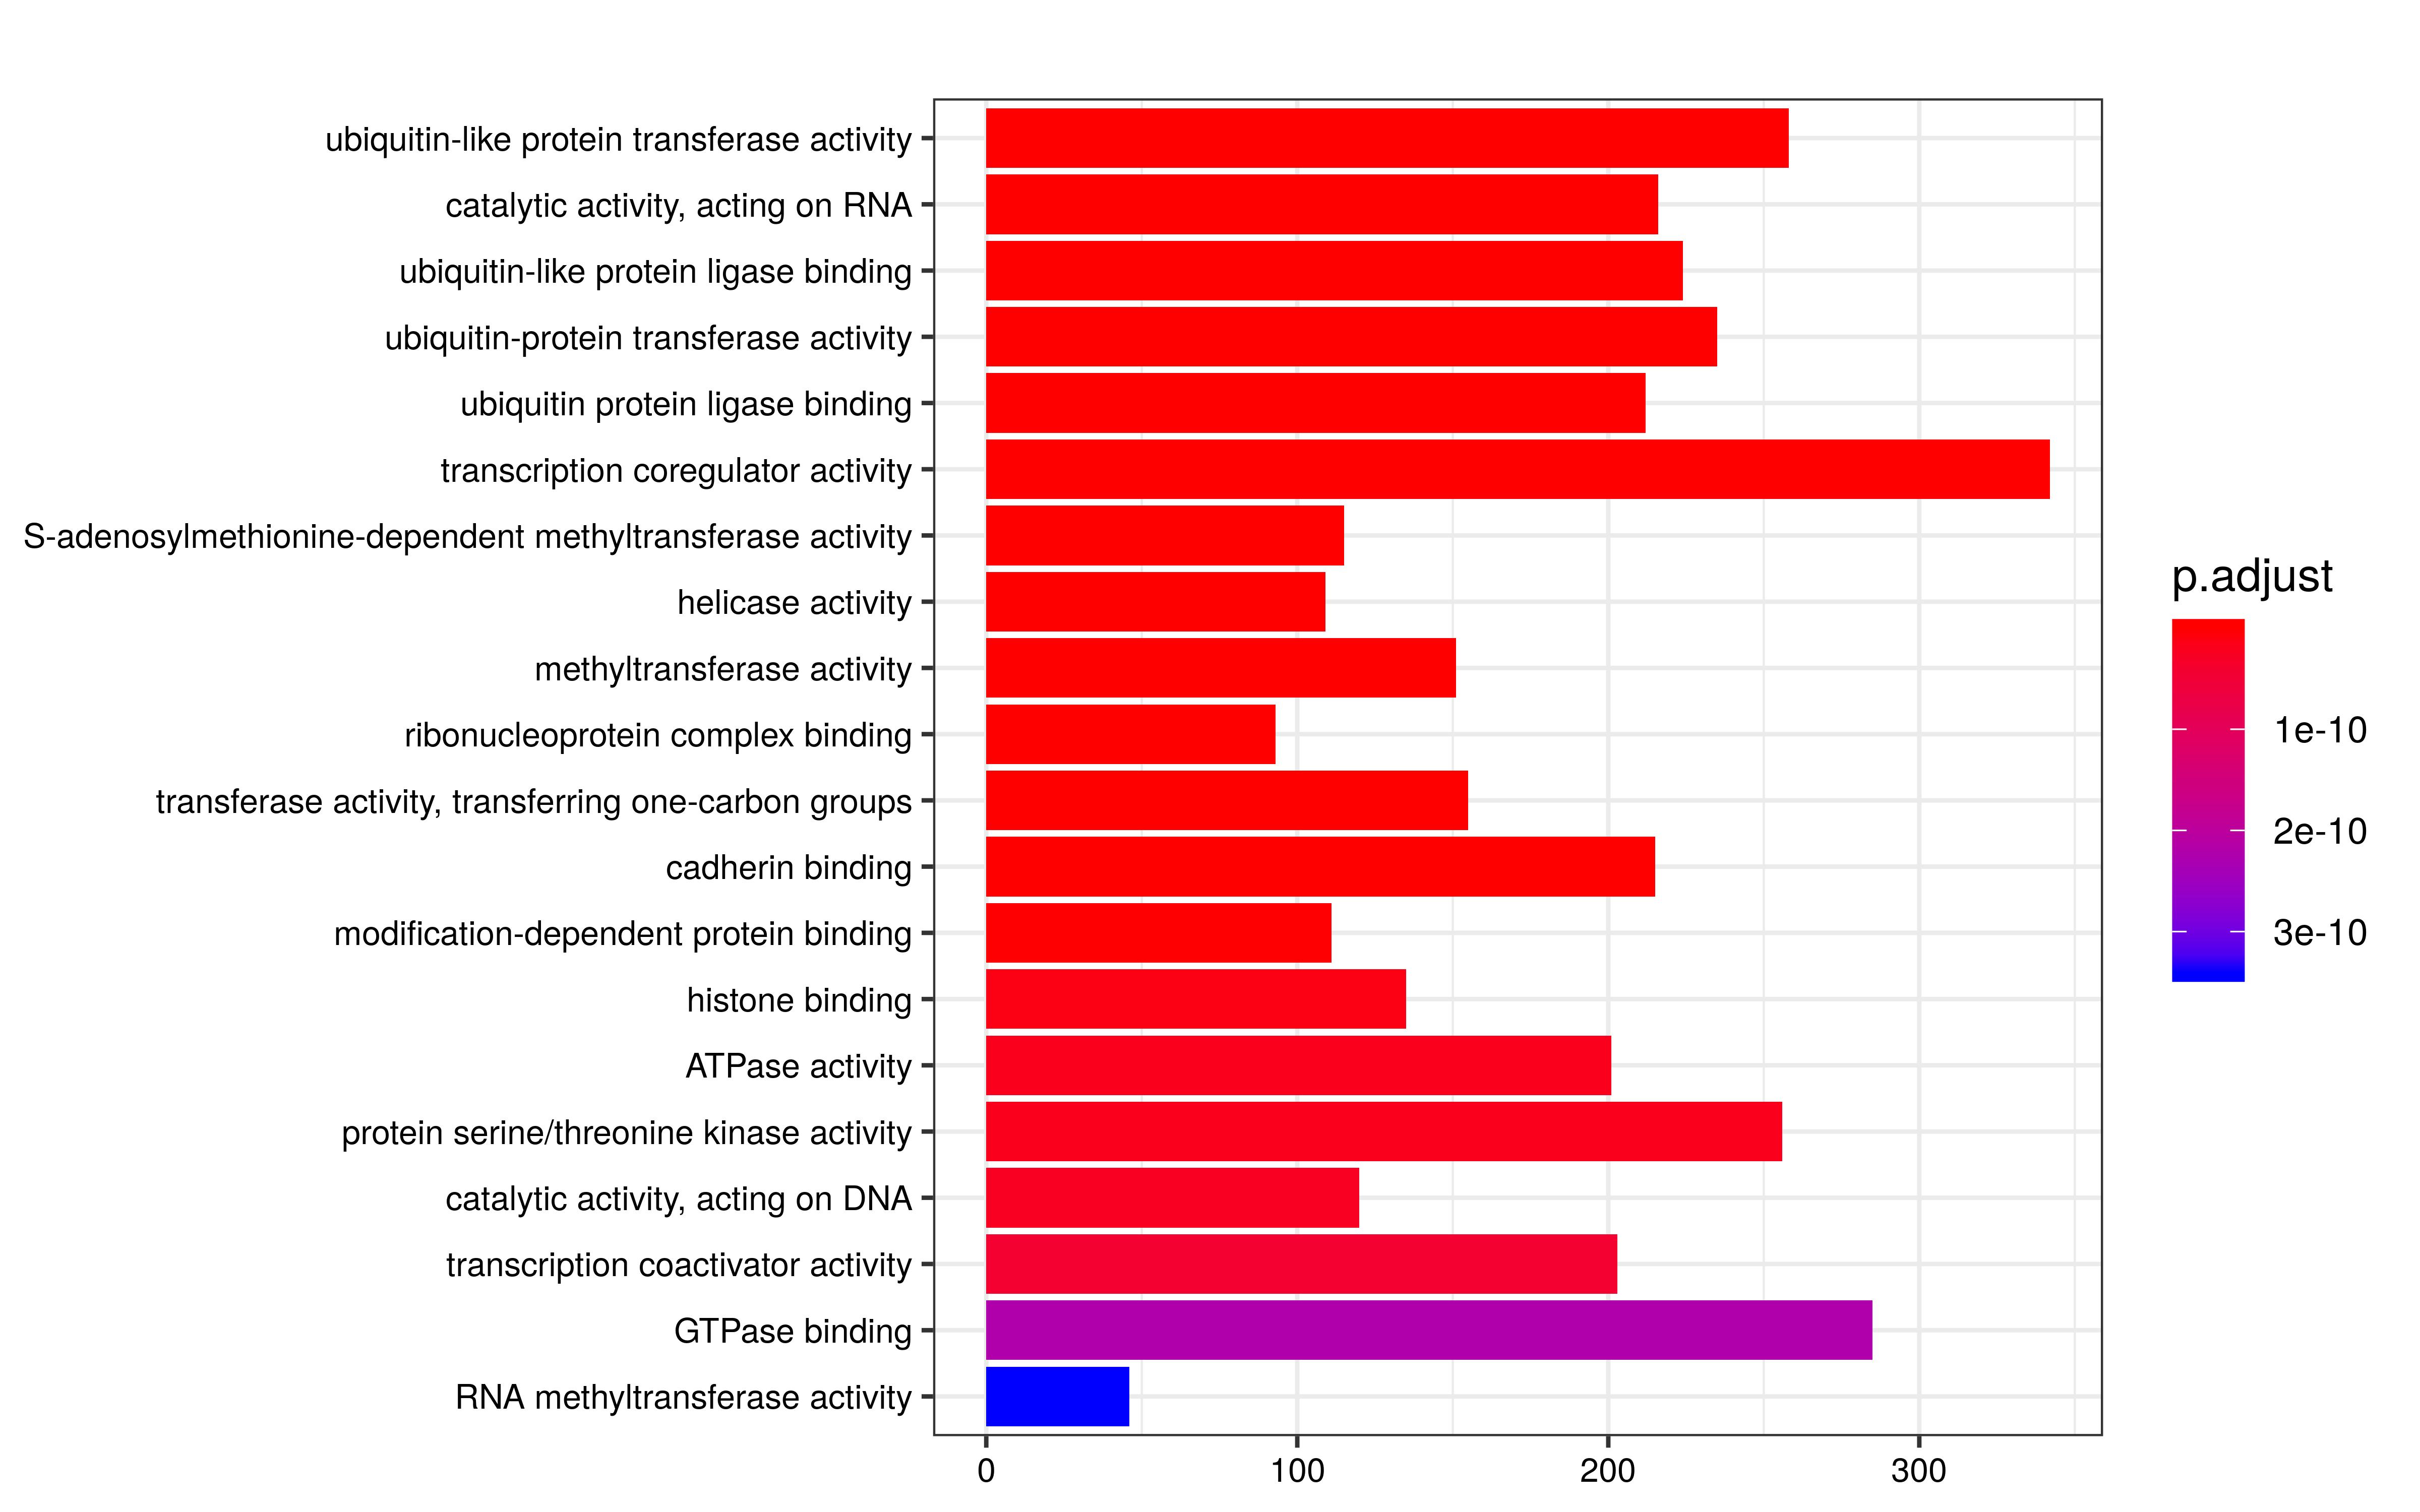 ubiquitin-like protein transferase activity
catalytic activity, acting on RNA
ubiquitin-like protein ligase binding
ubiquitin-protein transferase activity
ubiquitin protein ligase binding
transcription coregulator activity
S-adenosylmethionine-dependent methyltransferase activity
helicase activity
methyltransferase activity
ribonucleoprotein complex binding
transferase activity, transferring one-carbon groups
cadherin binding
modification-dependent protein binding
histone binding
ATPase activity
protein serine/threonine kinase activity
catalytic activity, acting on DNA
transcription coactivator activity
GTPase binding
RNA methyltransferase activity
0 100 200 300
p.adjust
1e-10
2e-10
3e-10